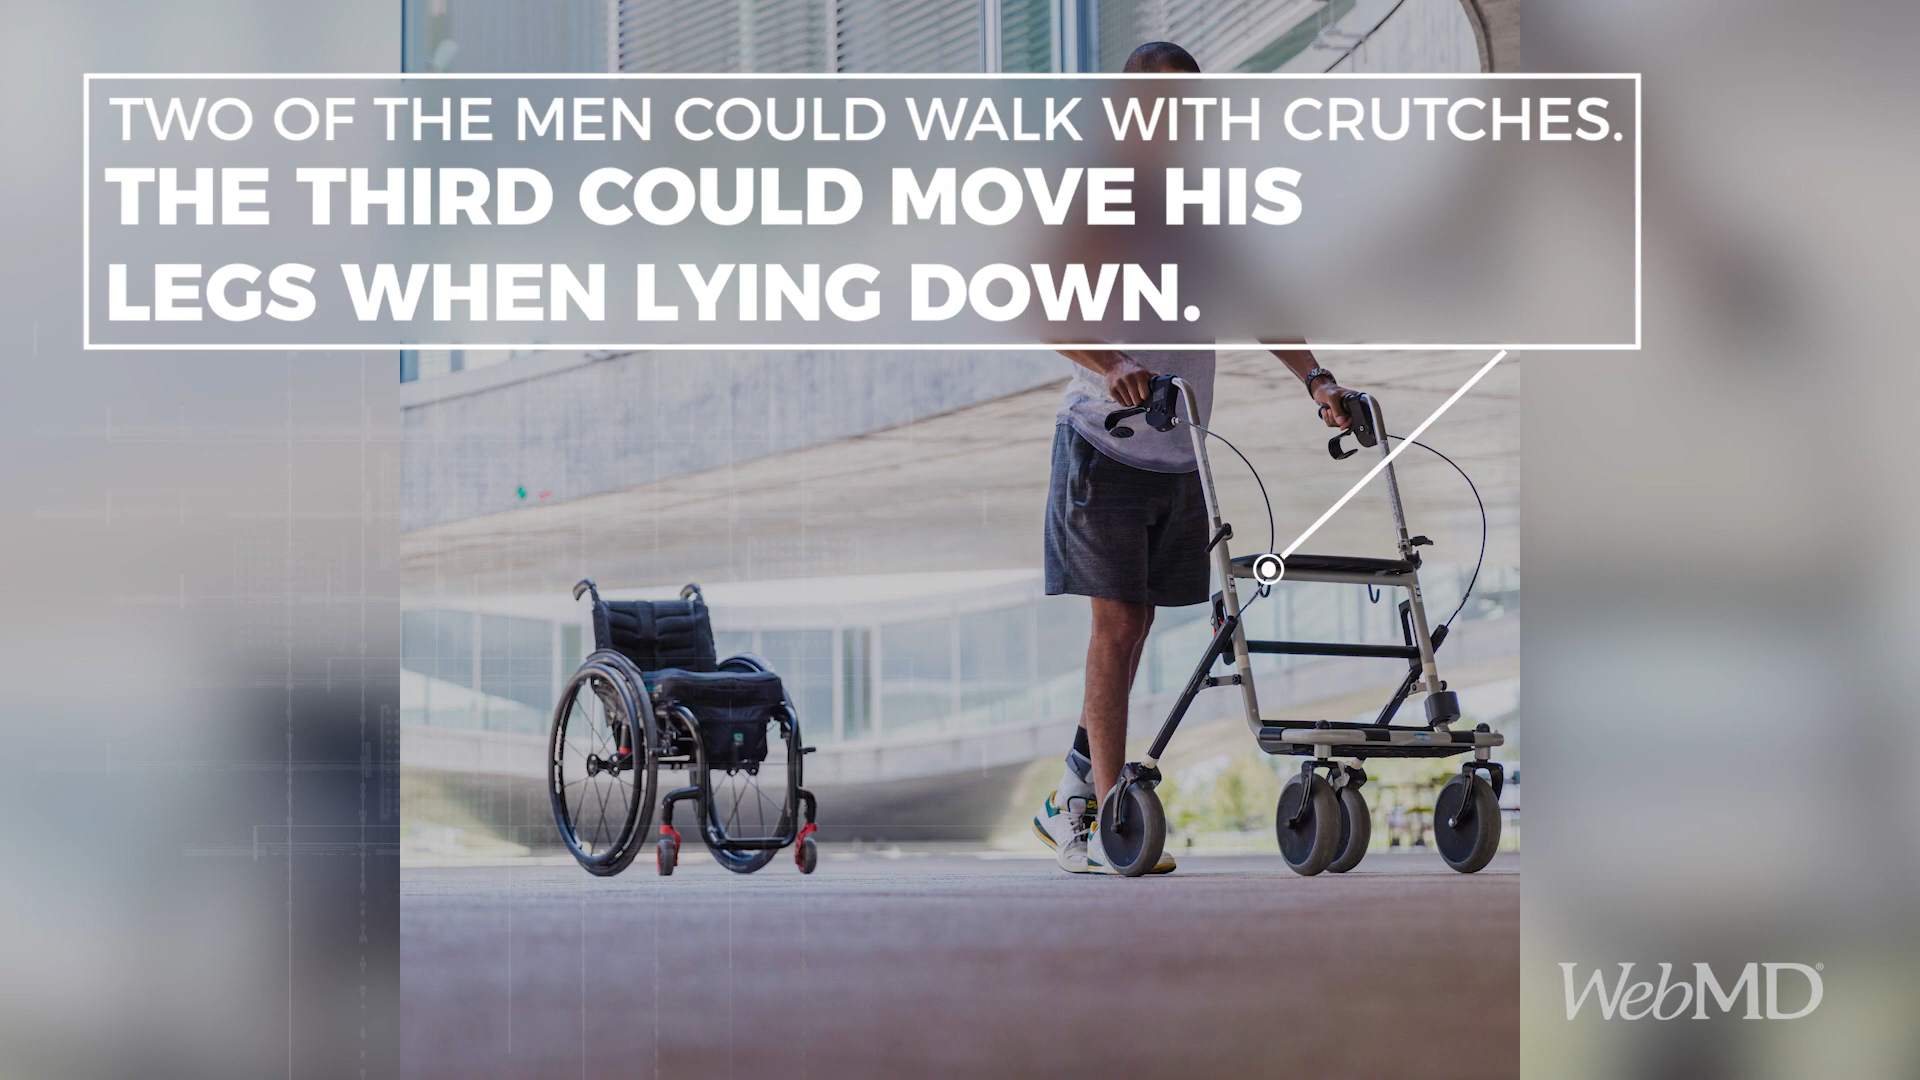 TWO OF THE MEN COULD WALK WITH CRUTCHES.
THE THIRD COULD MOVE HIS
LEGS WHEN LYING DOWN.
WebMD®